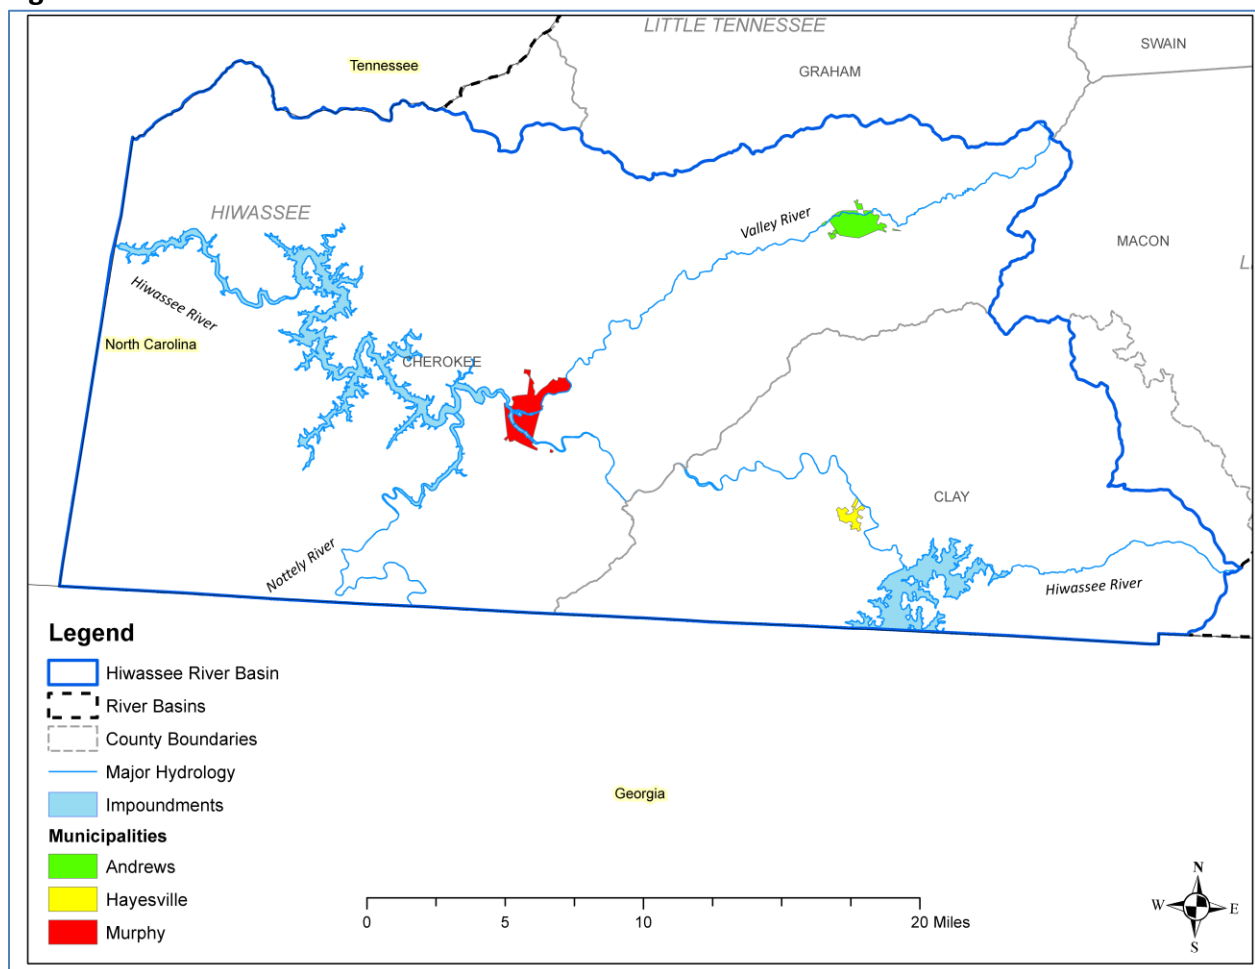 LITTLE TENNESSEE
SWAIN
Tennessee
GRAHAM
HIWASSEE
Valley River
MACON
Hiwassee River
North Carolina
CHEROKEE
CLAY
Nottely River
Hiwassee River
Legend
Hiwassee River Basin
River Basins
County Boundaries
Major Hydrology
Impoundments
Municipalities
Andrews
Hayesville
Murphy
Georgia
0 5 10 20 Miles
N
W E
S